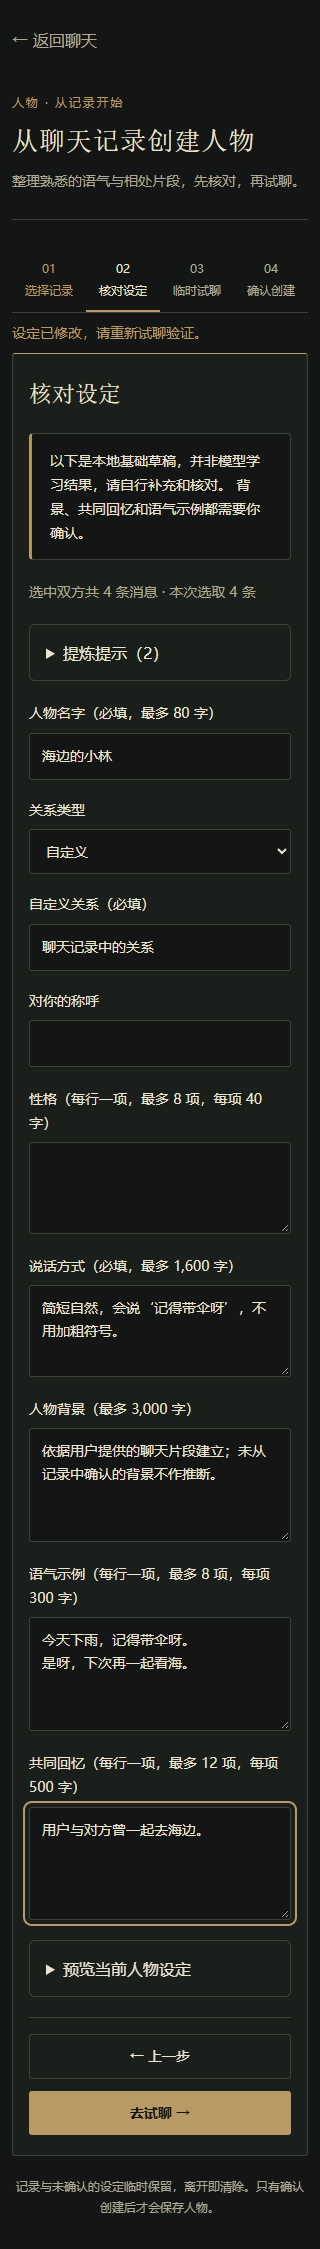 ← 返回聊天
人物 · 从记录开始
从聊天记录创建人物
整理熟悉的语气与相处片段，先核对，再试聊。
01
选择记录
02
核对设定
03
临时试聊
04
确认创建
设定已修改，请重新试聊验证。
核对设定
以下是本地基础草稿，并非模型学
习结果，请自行补充和核对。 背
景、共同回忆和语气示例都需要你
确认。
选中双方共 4 条消息 · 本次选取 4 条
▶ 提炼提示（2）
人物名字（必填，最多 80 字）
海边的小林
关系类型
自定义
自定义关系（必填）
聊天记录中的关系
对你的称呼
性格（每行一项，最多 8 项，每项 40
字）
说话方式（必填，最多 1,600 字）
简短自然，会说‘记得带伞呀’，不
用加粗符号。
人物背景（最多 3,000 字）
依据用户提供的聊天片段建立；未从
记录中确认的背景不作推断。
语气示例（每行一项，最多 8 项，每项
300 字）
今天下雨，记得带伞呀。
是呀，下次再一起看海。
共同回忆（每行一项，最多 12 项，每项
500 字）
用户与对方曾一起去海边。
▶ 预览当前人物设定
← 上一步
去试聊 →
记录与未确认的设定临时保留，离开即清除。只有确认
创建后才会保存人物。